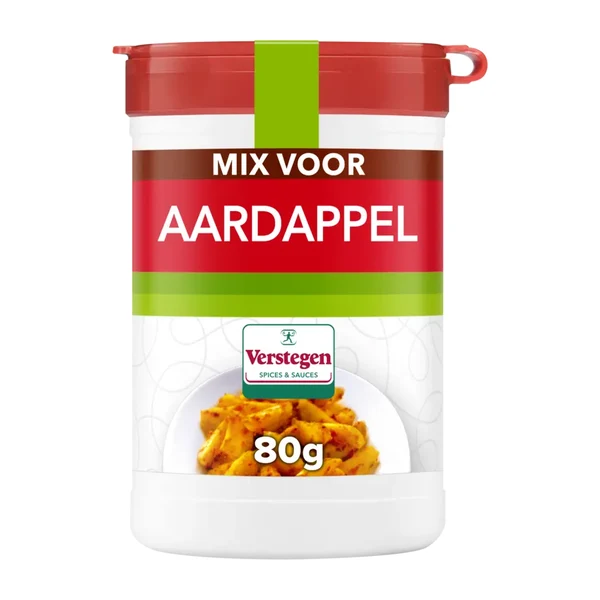 MIX VOOR
AARDAPPEL
Verstegen
SPICES & SAUCES
80g